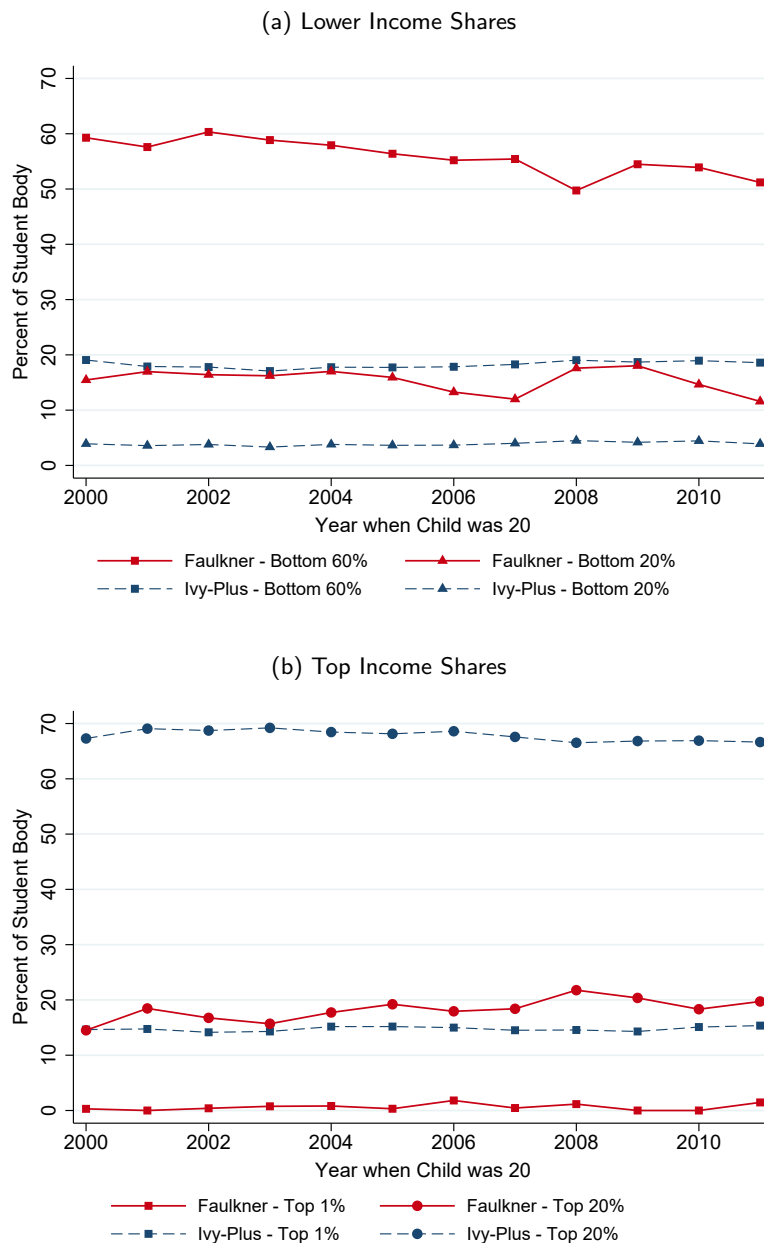 (a) Lower Income Shares
70
60
50
40
30
20
10
0
Percent of Student Body
2000 2002 2004 2006 2008 2010
Year when Child was 20
Faulkner - Bottom 60% Faulkner - Bottom 20%
Ivy-Plus - Bottom 60% Ivy-Plus - Bottom 20%
(b) Top Income Shares
70
60
50
40
30
20
10
0
Percent of Student Body
2000 2002 2004 2006 2008 2010
Year when Child was 20
Faulkner - Top 1% Faulkner - Top 20%
Ivy-Plus - Top 1% Ivy-Plus - Top 20%